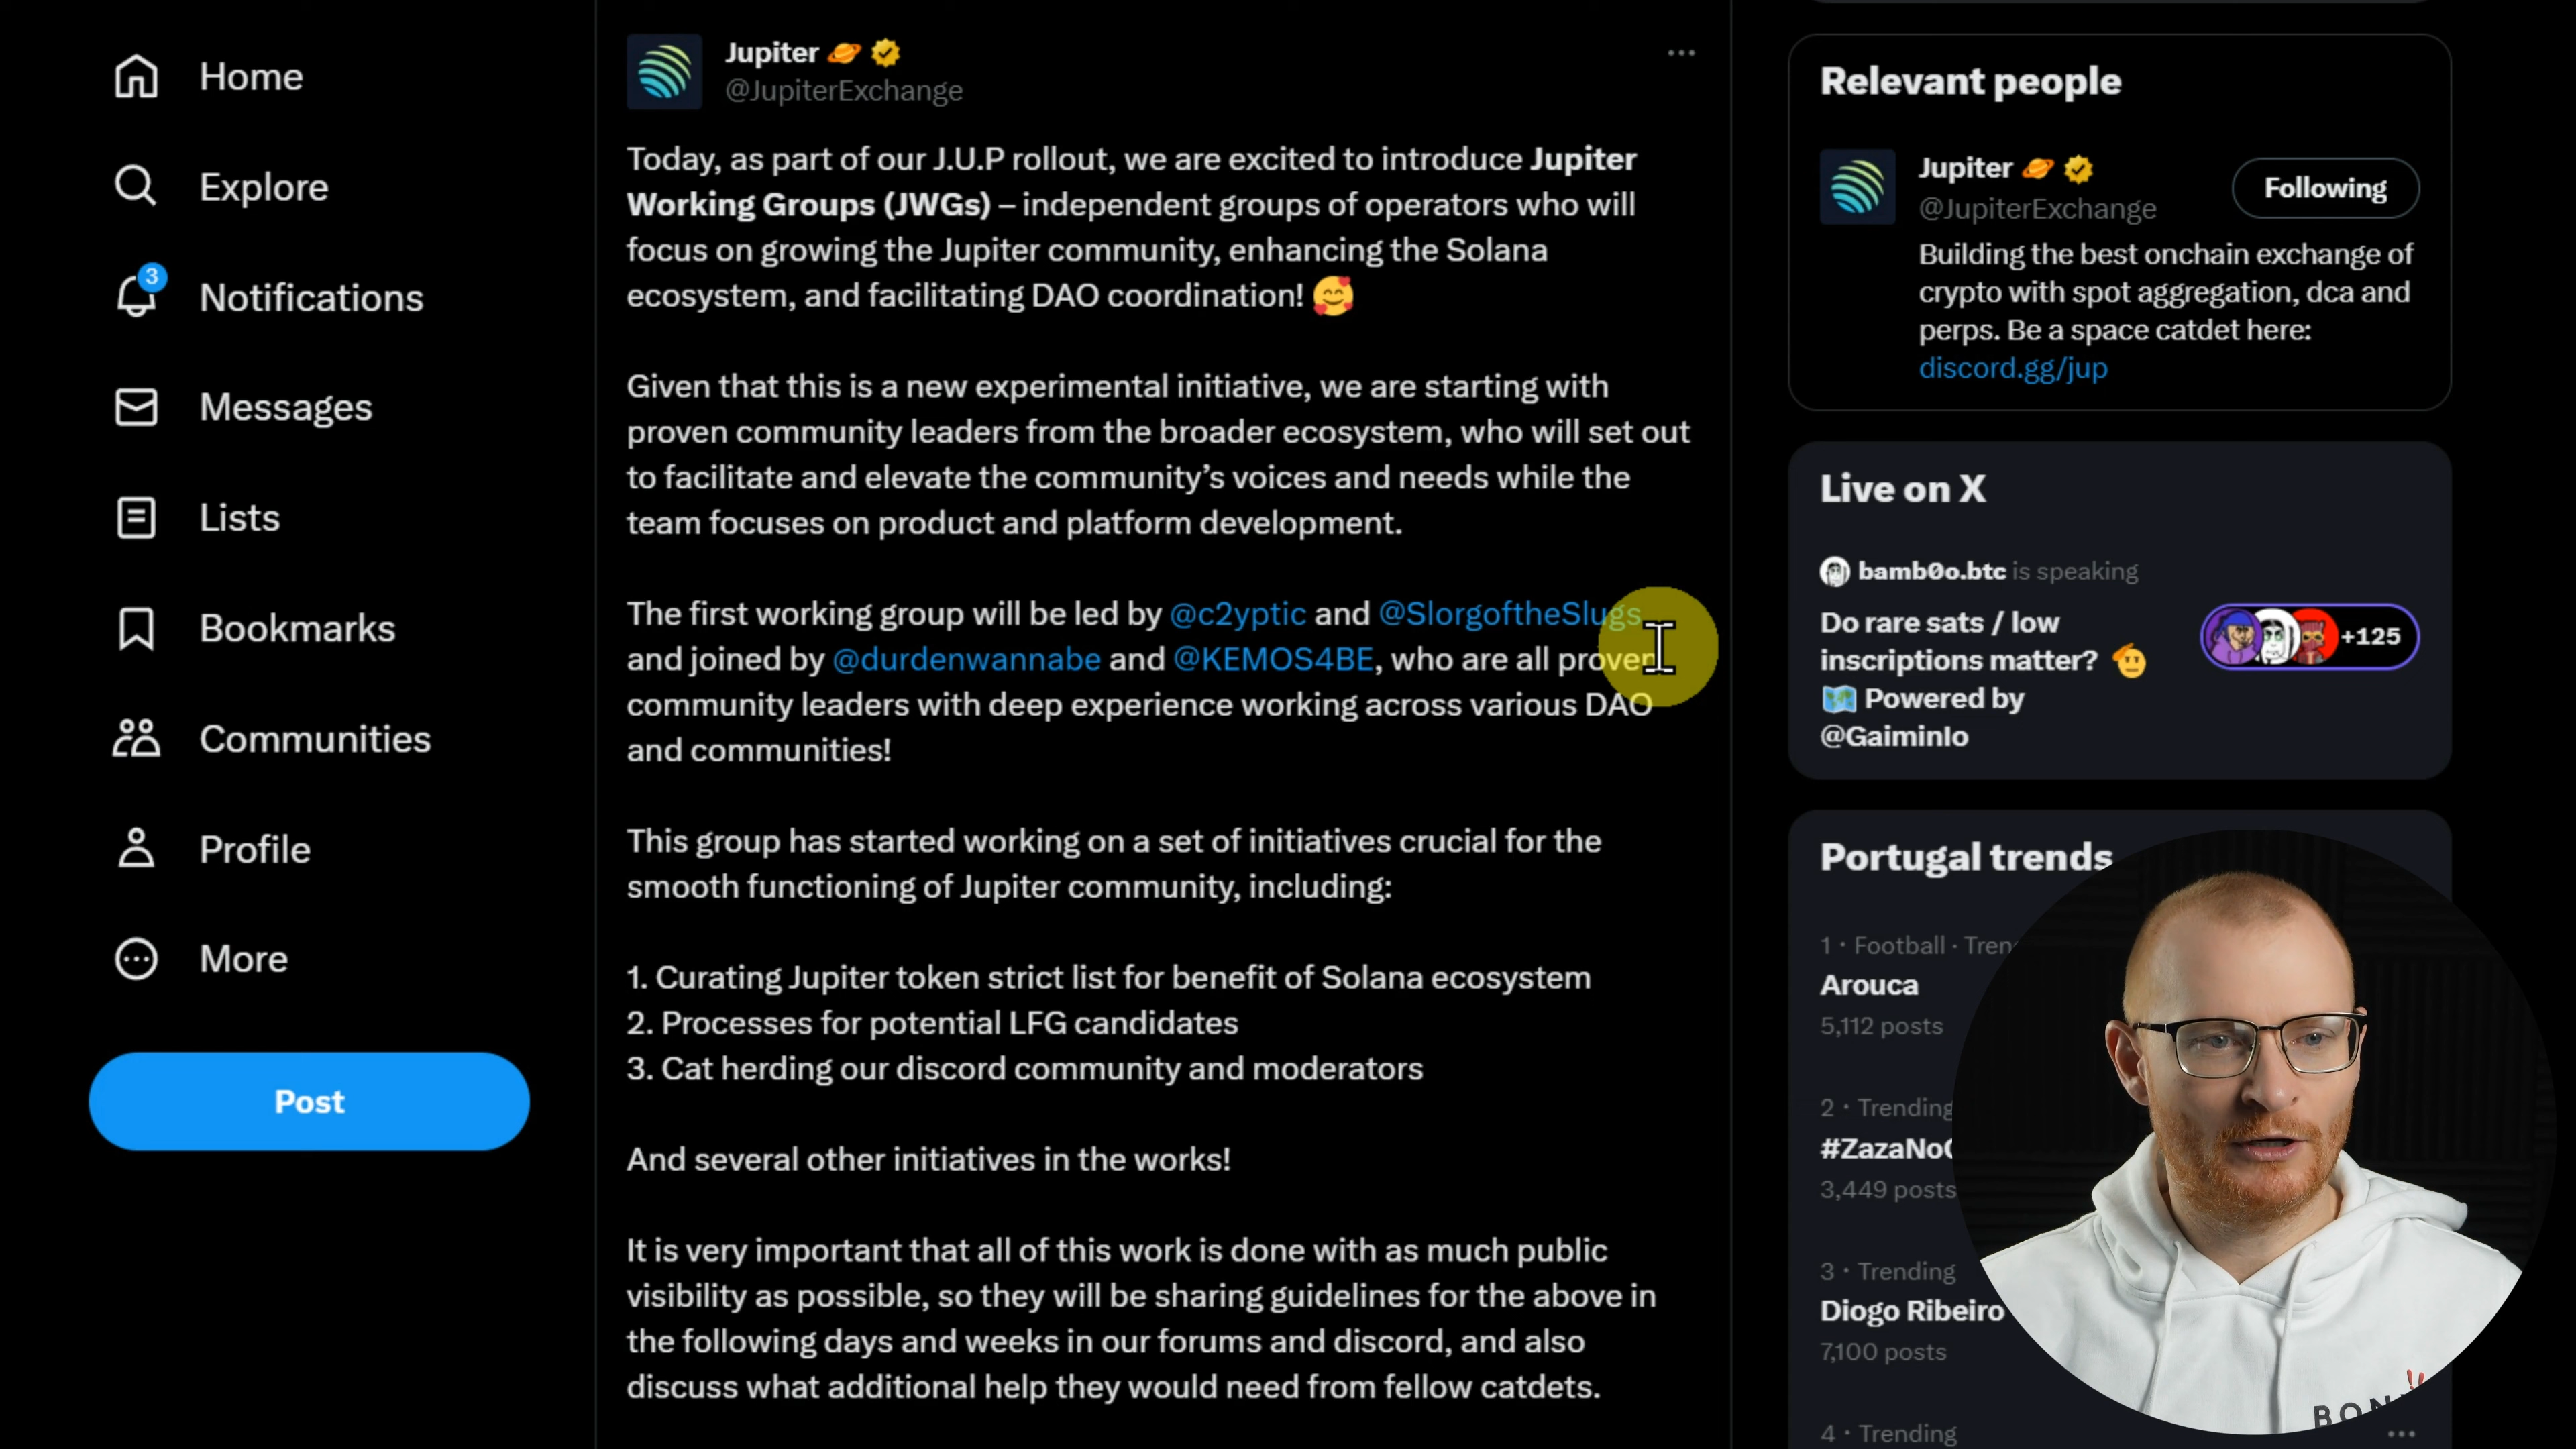 Home
Explore
3
Notifications
Messages
Lists
Bookmarks
Communities
Profile
More
Post
Jupiter 🪐
@JupiterExchange
Today, as part of our J.U.P rollout, we are excited to introduce Jupiter
Working Groups (JWGs) – independent groups of operators who will
focus on growing the Jupiter community, enhancing the Solana
ecosystem, and facilitating DAO coordination! 🥰
Given that this is a new experimental initiative, we are starting with
proven community leaders from the broader ecosystem, who will set out
to facilitate and elevate the community’s voices and needs while the
team focuses on product and platform development.
The first working group will be led by @c2yptic and @SlorgoftheSlugs
and joined by @durdenwannabe and @KEMOS4BE, who are all proven
community leaders with deep experience working across various DAO
and communities!
This group has started working on a set of initiatives crucial for the
smooth functioning of Jupiter community, including:
1. Curating Jupiter token strict list for benefit of Solana ecosystem
2. Processes for potential LFG candidates
3. Cat herding our discord community and moderators
And several other initiatives in the works!
It is very important that all of this work is done with as much public
visibility as possible, so they will be sharing guidelines for the above in
the following days and weeks in our forums and discord, and also
discuss what additional help they would need from fellow catdets.
Relevant people
Jupiter 🪐
@JupiterExchange
Following
Building the best onchain exchange of
crypto with spot aggregation, dca and
perps. Be a space catdet here:
discord.gg/jup
Live on X
bamb0o.btc is speaking
Do rare sats / low
inscriptions matter? 🫡
🗺️ Powered by
@GaiminIo
+125
Portugal trends
1 · Football · Tren
Arouca
5,112 posts
2 · Trending
#ZazaNo
3,449 posts
3 · Trending
Diogo Ribeiro
7,100 posts
4 · Trending